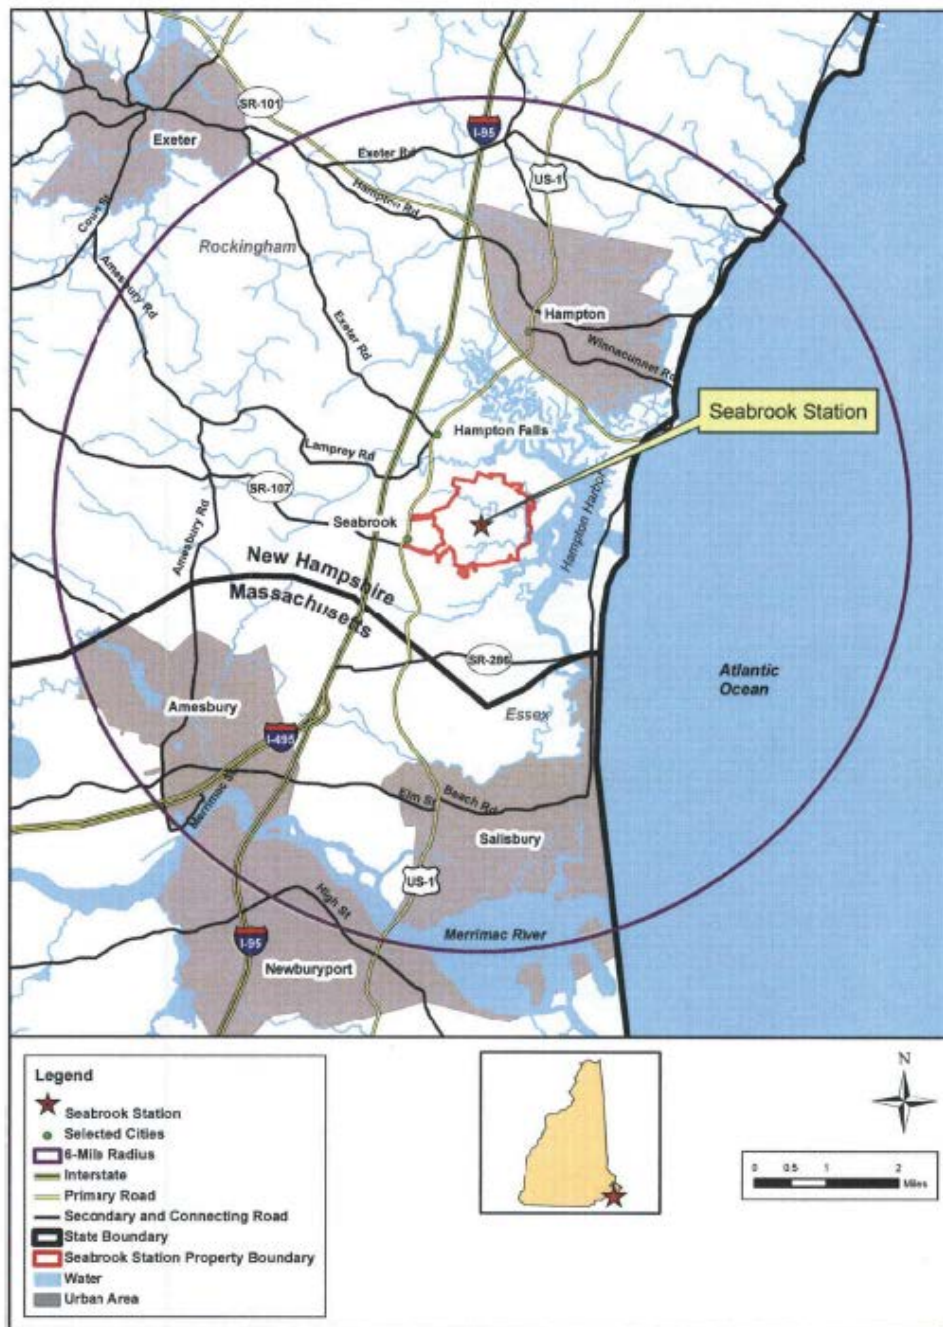 SR-101
I-95
Exeter
Exeter Rd
US-1
Hampton Rd
Court St
Rockingham
Amesbury Rd
Exeter Rd
Hampton
Winnacunnet Rd
Seabrook Station
Hampton Falls
Lamprey Rd
SR-107
Seabrook
Hampton Harbor
Amesbury Rd
New Hampshire
Massachusetts
SR-286
Atlantic
Ocean
Amesbury
Essex
I-495
Merrimac St
Elm St
Beach Rd
Salisbury
US-1
High St
I-95
Merrimac River
Newburyport
Legend
Seabrook Station
Selected Cities
6-Mile Radius
Interstate
Primary Road
Secondary and Connecting Road
State Boundary
Seabrook Station Property Boundary
Water
Urban Area
N
0 0.5 1 2
Miles